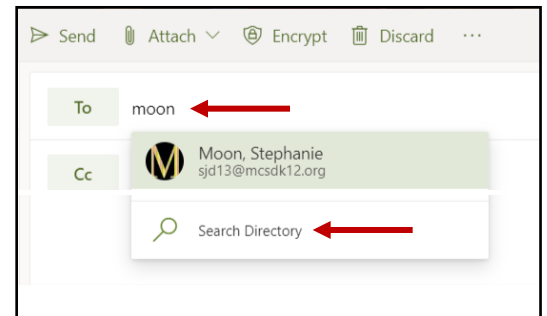 Send Attach Encrypt Discard ...
To moon
M Moon, Stephanie
sjd13@mcsdk12.org
Cc
Search Directory